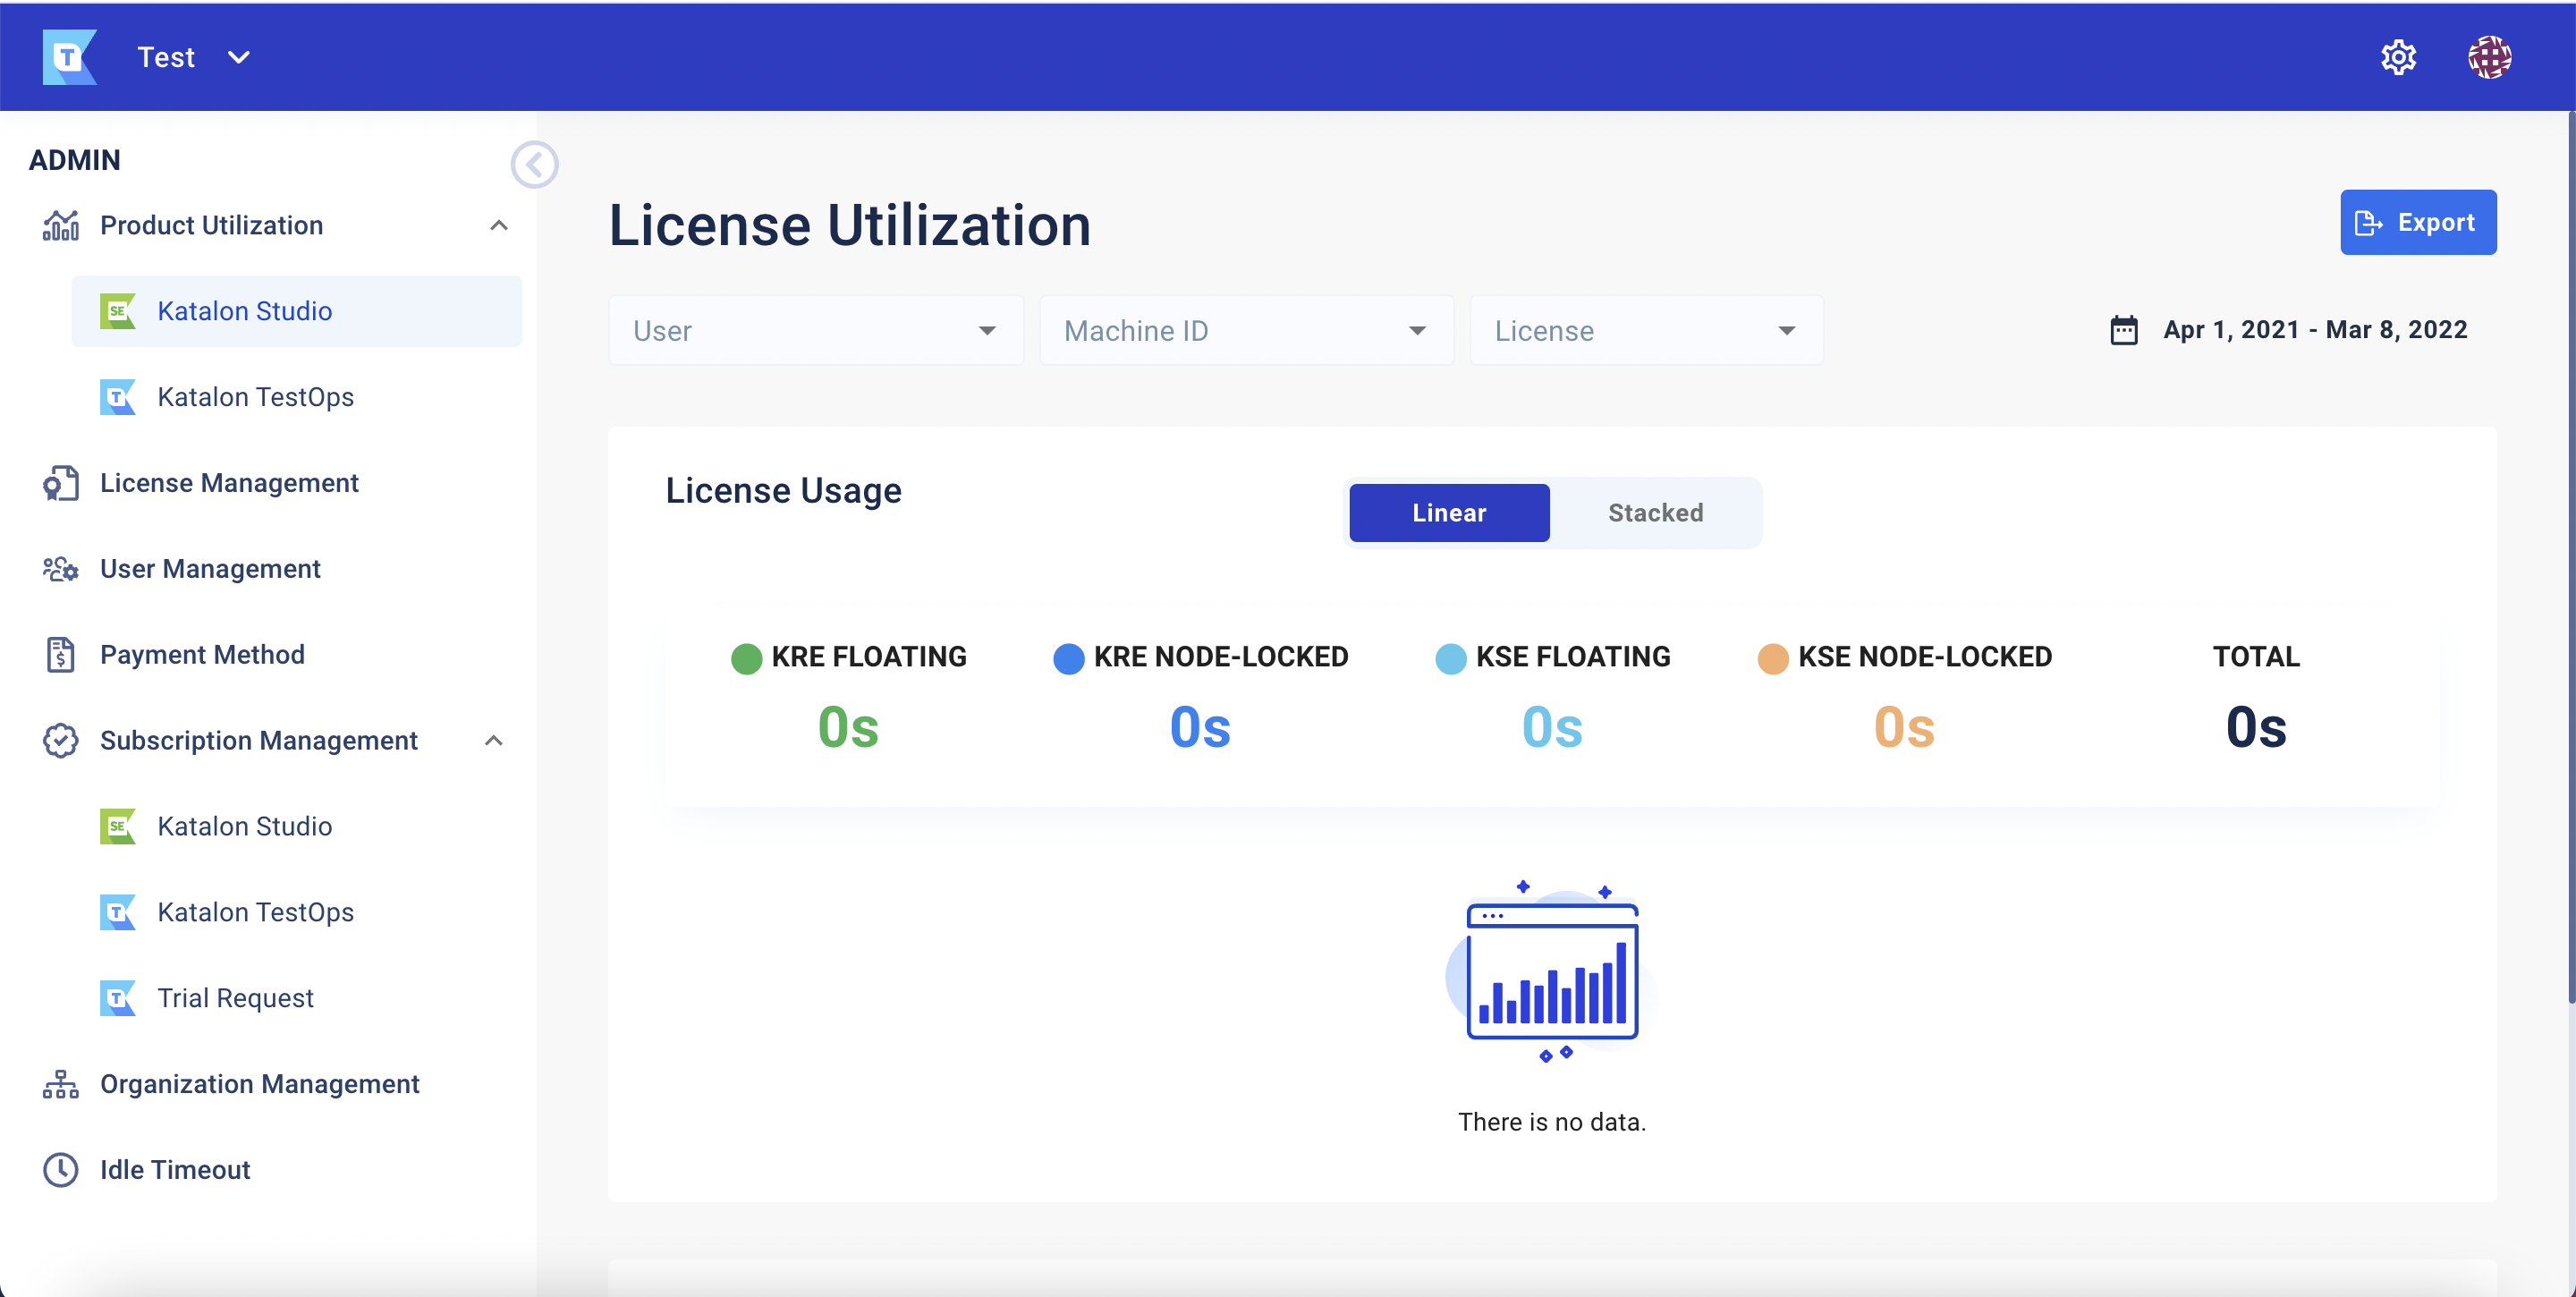 Test
ADMIN
Product Utilization
Katalon Studio
Katalon TestOps
License Management
User Management
Payment Method
Subscription Management
Katalon Studio
Katalon TestOps
Trial Request
Organization Management
Idle Timeout
License Utilization
Export
User
Machine ID
License
Apr 1, 2021 - Mar 8, 2022
License Usage
Linear
Stacked
KRE FLOATING
0s
KRE NODE-LOCKED
0s
KSE FLOATING
0s
KSE NODE-LOCKED
0s
TOTAL
0s
There is no data.